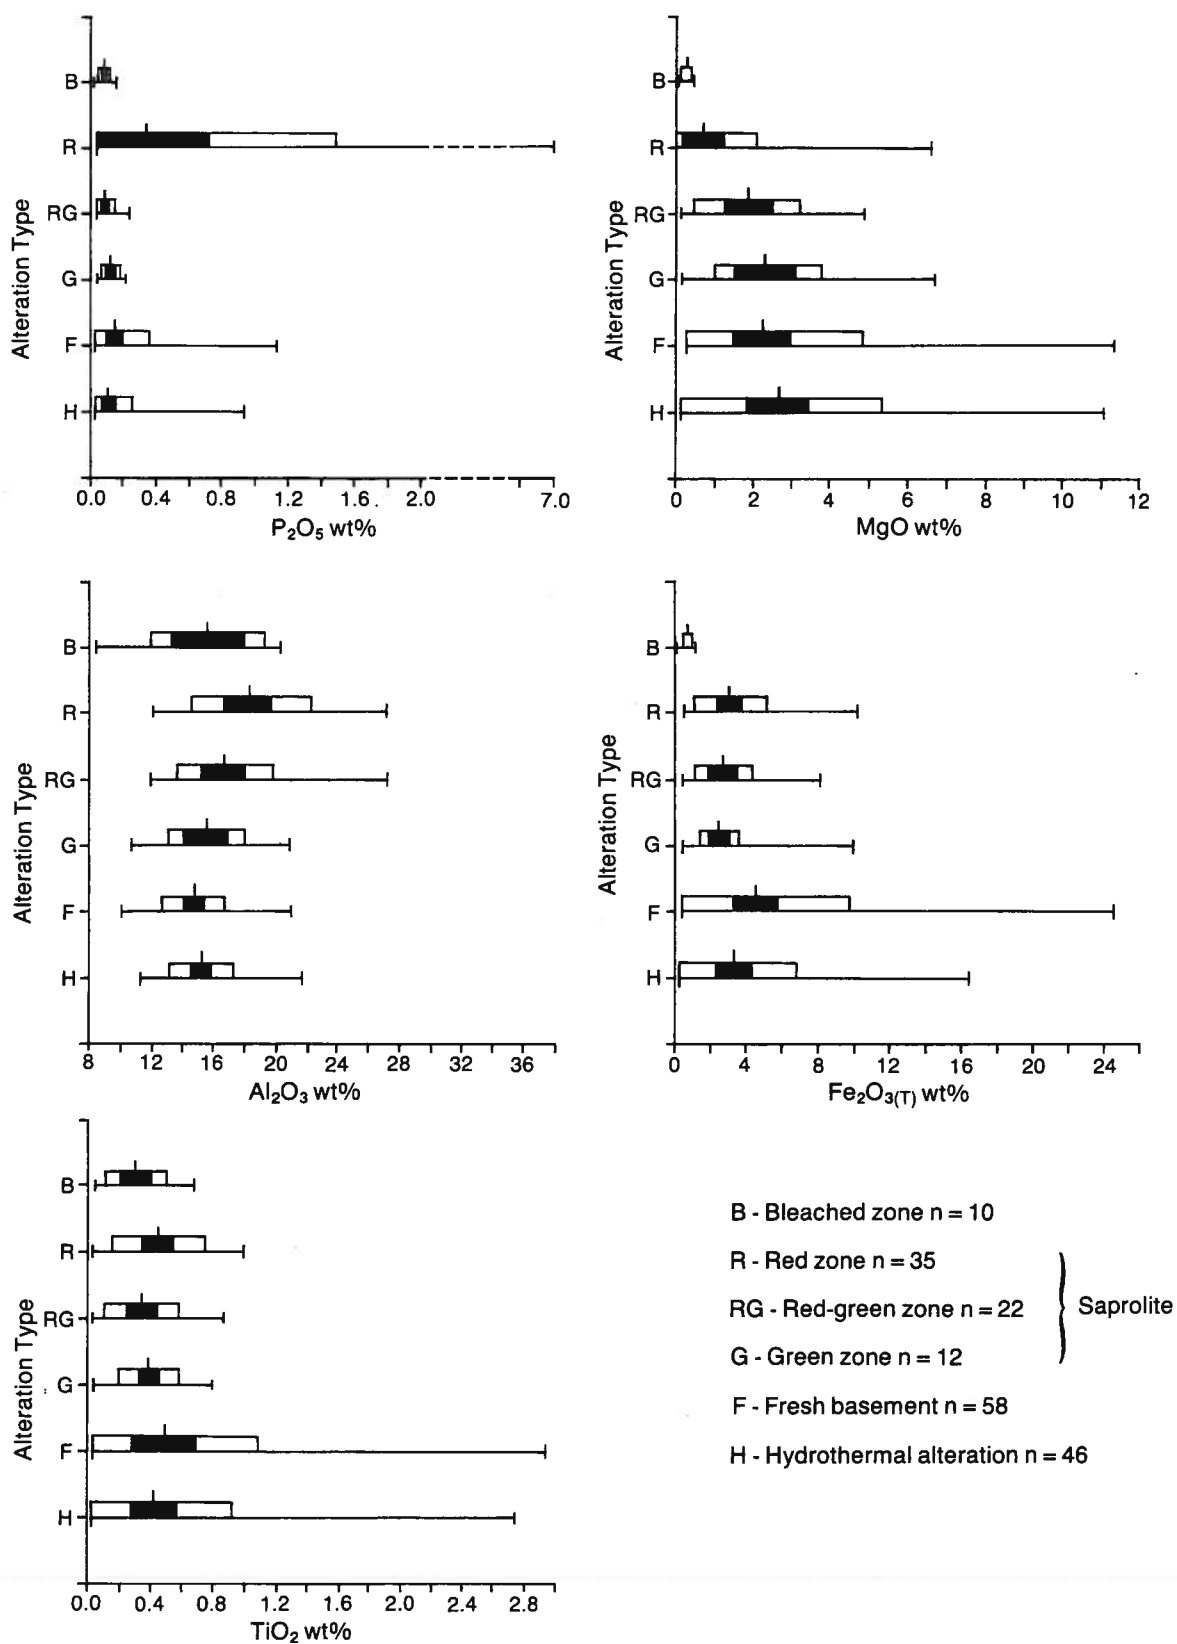 B
R
RG
G
F
H
Alteration Type
0.0 0.4 0.8 1.2 1.6 2.0 7.0
P₂O₅ wt%
B
R
RG
G
F
H
Alteration Type
0 2 4 6 8 10 12
MgO wt%
B
R
RG
G
F
H
Alteration Type
8 12 16 20 24 28 32 36
Al₂O₃ wt%
B
R
RG
G
F
H
Alteration Type
0 4 8 12 16 20 24
Fe₂O₃(T) wt%
B
R
RG
G
F
H
Alteration Type
0.0 0.4 0.8 1.2 1.6 2.0 2.4 2.8
TiO₂ wt%
B - Bleached zone n = 10
R - Red zone n = 35
RG - Red-green zone n = 22
G - Green zone n = 12
Saprolite
F - Fresh basement n = 58
H - Hydrothermal alteration n = 46